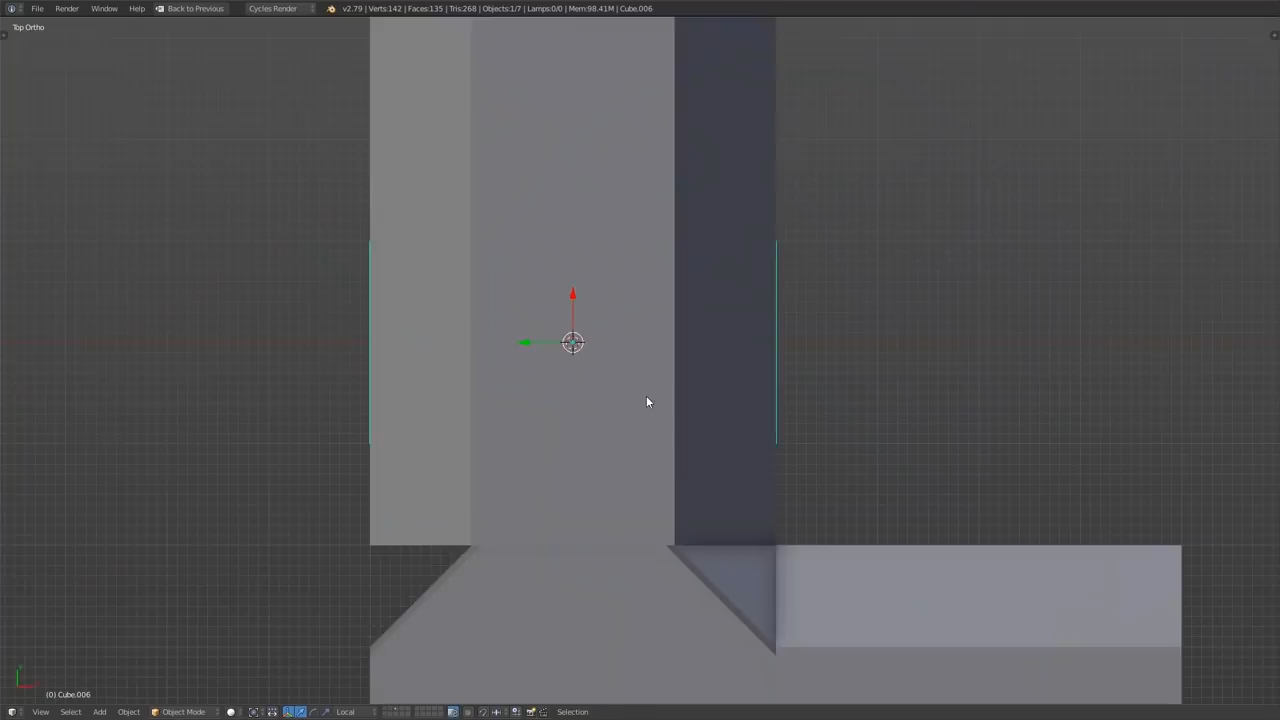 File Render Window Help Back to Previous Cycles Render v2.79 | Verts:142 | Faces:135 | Tris:268 | Objects:1/7 | Lamps:0/0 | Mem:98.41M | Cube.006
Top Ortho
(0) Cube.006
View Select Add Object Object Mode Local Selection